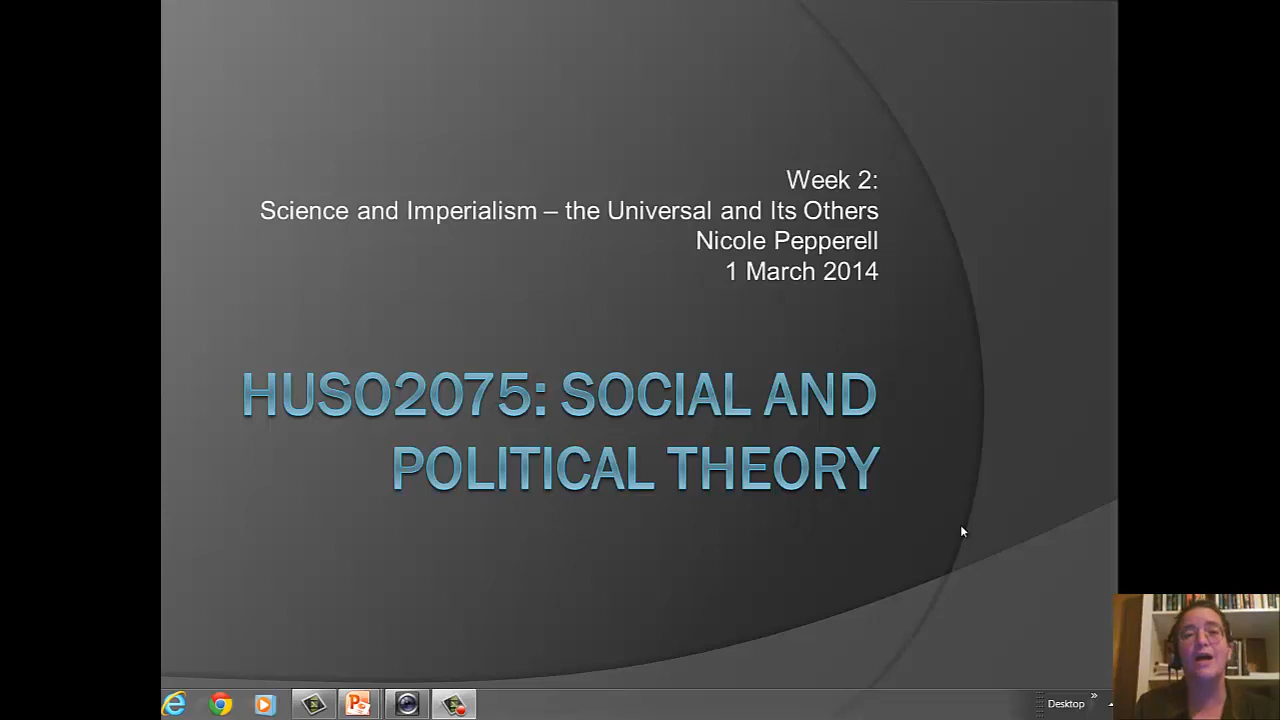 Week 2:
Science and Imperialism – the Universal and Its Others
Nicole Pepperell
1 March 2014
HUSO2075: SOCIAL AND
POLITICAL THEORY
Desktop